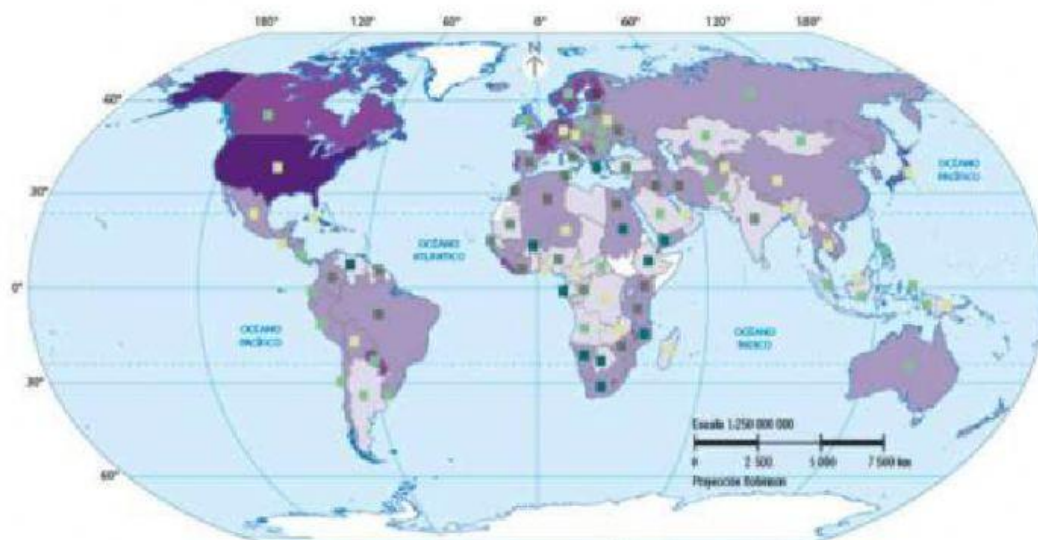 180° 120° 60° 0° 60° 120° 180°
N
60°
30°
0°
30°
60°
OCÉANO
PACÍFICO
OCÉANO
ATLÁNTICO
OCÉANO
PACÍFICO
OCÉANO
ÍNDICO
Escala 1:250 000 000
0 2 500 5 000 7 500 km
Proyección Robinson